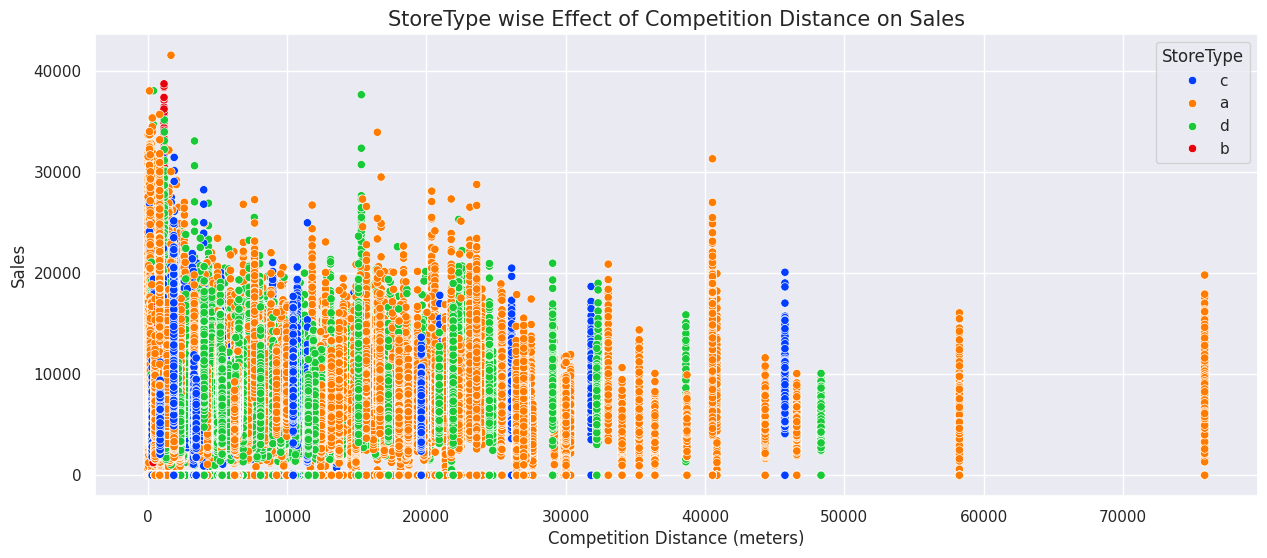 StoreType wise Effect of Competition Distance on Sales
StoreType
c
a
d
b
Sales
40000
30000
20000
10000
0
0 10000 20000 30000 40000 50000 60000 70000
Competition Distance (meters)